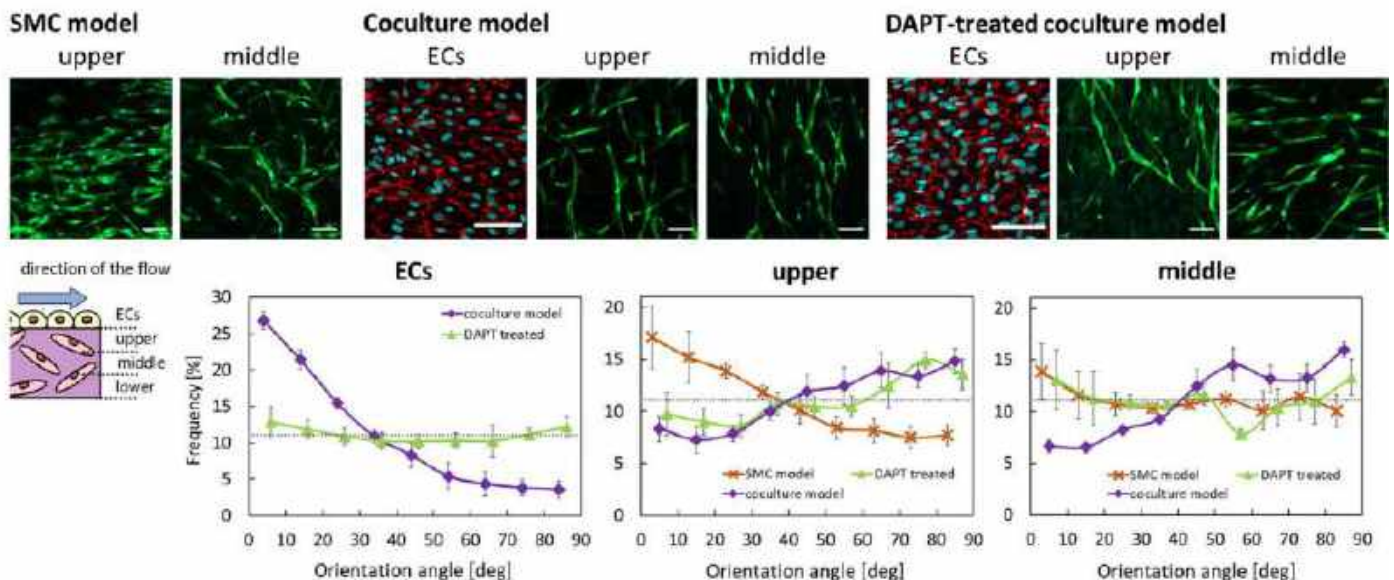 SMC model Coculture model DAPT-treated coculture model
upper middle ECs upper middle ECs upper middle
direction of the flow
ECs
upper
middle
lower
ECs
Frequency [%]
30
25
20
15
10
5
0
coculture model
DAPT treated
0 10 20 30 40 50 60 70 80 90
Orientation angle [deg]
upper
20
15
10
5
0
SMC model DAPT treated
coculture model
0 10 20 30 40 50 60 70 80 90
Orientation angle [deg]
middle
20
15
10
5
0
SMC model DAPT treated
coculture model
0 10 20 30 40 50 60 70 80 90
Orientation angle [deg]